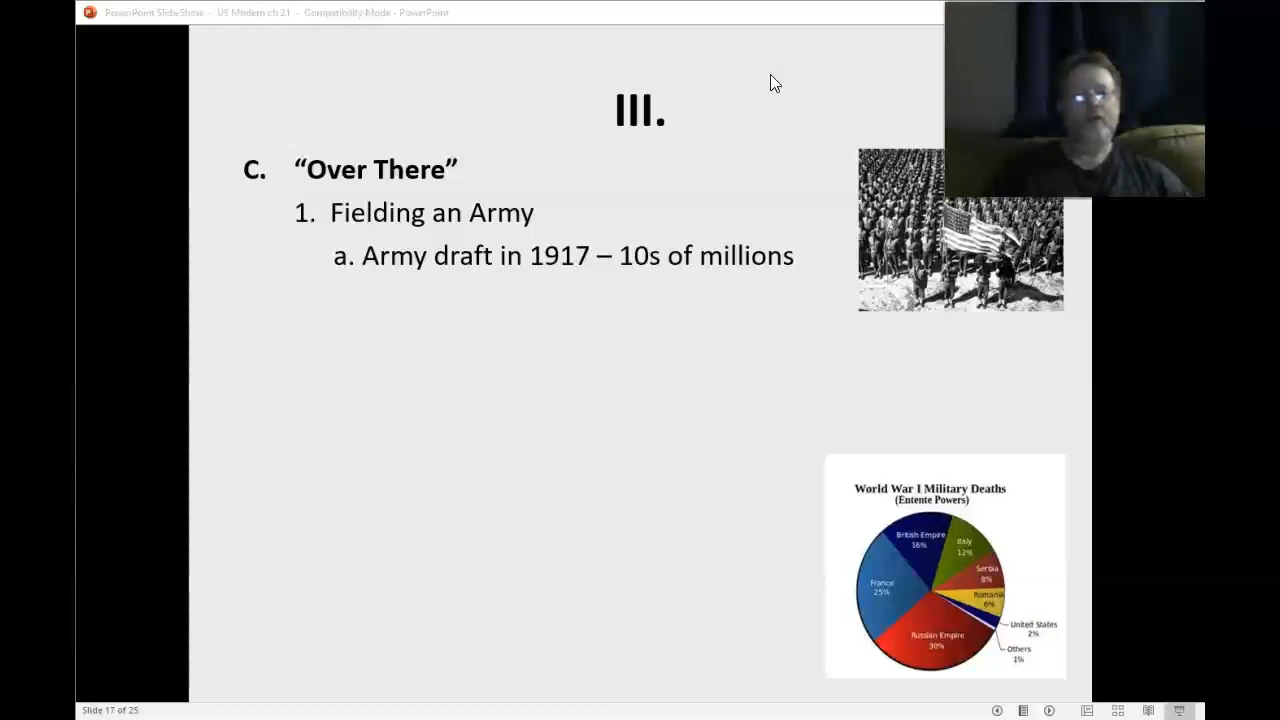 PowerPoint Slide Show - US Modern ch 21 - Compatibility Mode - PowerPoint
III.
C. “Over There”
1. Fielding an Army
a. Army draft in 1917 – 10s of millions
World War I Military Deaths
(Entente Powers)
British Empire
16%
Italy
12%
Serbia
8%
France
25%
Romania
6%
United States
2%
Russian Empire
30%
Others
1%
Slide 17 of 25